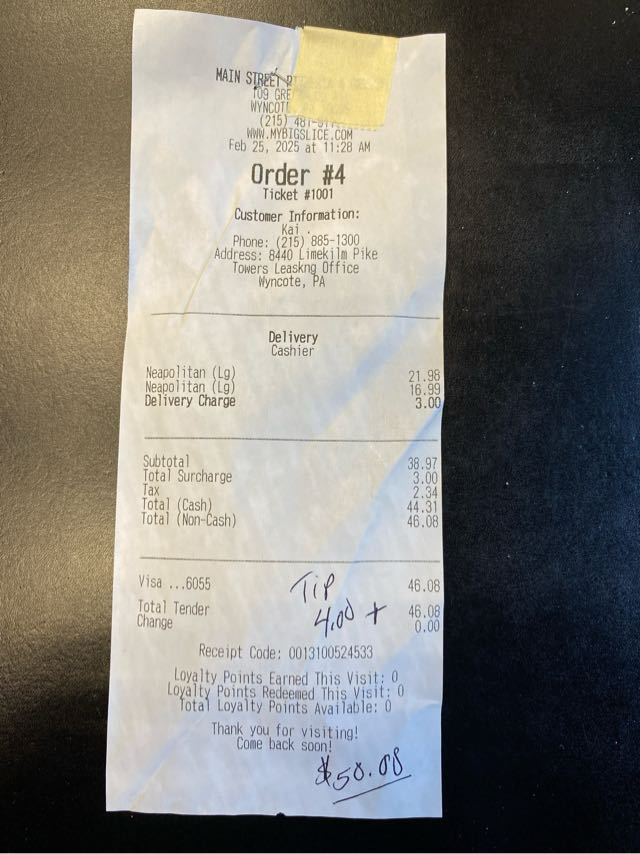 MAIN STREET
109 GRE
WYNCOT
(215) 481-
WWW.MYBIGSLICE.COM
Feb 25, 2025 at 11:28 AM
Order #4
Ticket #1001
Customer Information:
Kai .
Phone: (215) 885-1300
Address: 8440 Limekilm Pike
Towers Leaskng Office
Wyncote, PA
Delivery
Cashier
Neapolitan (Lg) 21.98
Neapolitan (Lg) 16.99
Delivery Charge 3.00
Subtotal 38.97
Total Surcharge 3.00
Tax 2.34
Total (Cash) 44.31
Total (Non-Cash) 46.08
Visa ...6055 46.08
Tip
Total Tender 46.08
4.00 +
Change 0.00
Receipt Code: 0013100524533
Loyalty Points Earned This Visit: 0
Loyalty Points Redeemed This Visit: 0
Total Loyalty Points Available: 0
Thank you for visiting!
Come back soon!
$50.08